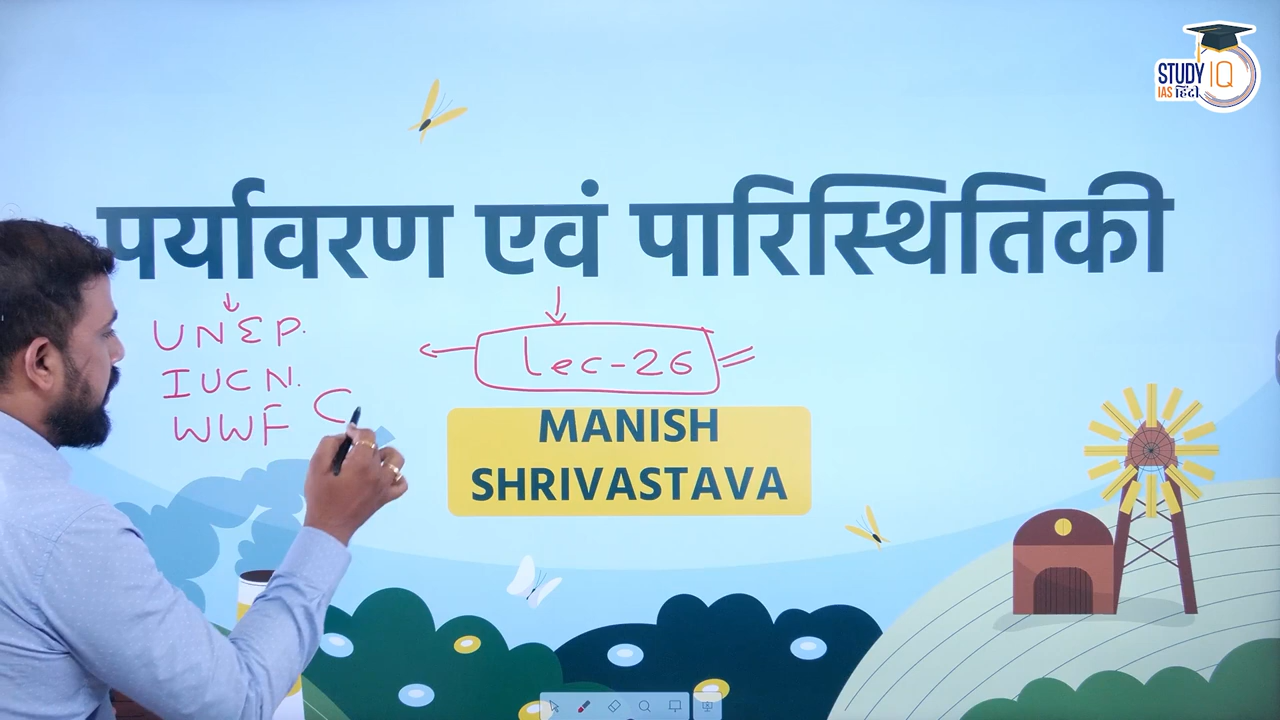 STUDY IQ
IAS हिंदी
पर्यावरण एवं पारिस्थितिकी
UNEP.
IUCN.
WWF C
Lec-26
MANISH
SHRIVASTAVA